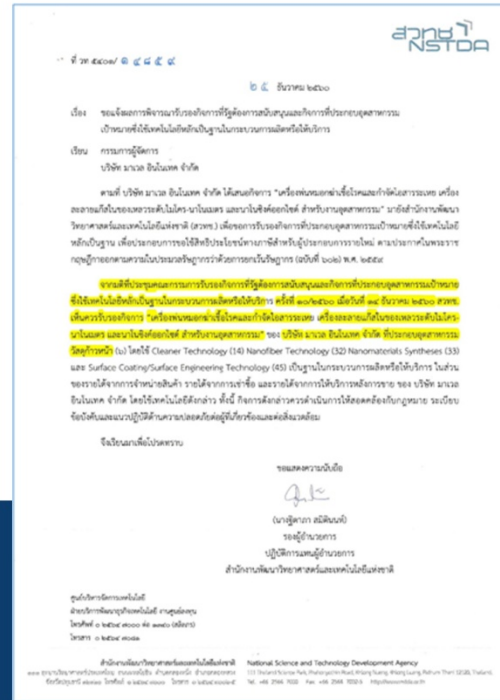 สวทช
NSTDA
ที่ วท ๕๔๐๑/ ๑๔๘๕๙
๒๕ ธันวาคม ๒๕๖๐
เรื่อง ขอแจ้งผลการพิจารณารับรองกิจการที่รัฐต้องการสนับสนุนและกิจการที่ประกอบอุตสาหกรรม
เป้าหมายซึ่งใช้เทคโนโลยีหลักเป็นฐานในกระบวนการผลิตหรือให้บริการ
เรียน กรรมการผู้จัดการ
บริษัท มาเวล อินโนเทค จำกัด
ตามที่ บริษัท มาเวล อินโนเทค จำกัด ได้เสนอกิจการ "เครื่องพ่นหมอกฆ่าเชื้อโรคและกำจัดไอสารระเหย เครื่อง
ละลายแก๊สในของเหลวระดับไมโคร-นาโนเมตร และนาโนซิงค์ออกไซด์ สำหรับงานอุตสาหกรรม" มายังสำนักงานพัฒนา
วิทยาศาสตร์และเทคโนโลยีแห่งชาติ (สวทช.) เพื่อขอการรับรองกิจการที่ประกอบอุตสาหกรรมเป้าหมายซึ่งใช้เทคโนโลยี
หลักเป็นฐาน เพื่อประกอบการขอใช้สิทธิประโยชน์ทางภาษีสำหรับผู้ประกอบการรายใหม่ ตามประกาศในพระราช
กฤษฎีกาออกตามความในประมวลรัษฎากรว่าด้วยการยกเว้นรัษฎากร (ฉบับที่ ๖๐๒) พ.ศ. ๒๕๕๙
จากมติที่ประชุมคณะกรรมการรับรองกิจการที่รัฐต้องการสนับสนุนและกิจการที่ประกอบอุตสาหกรรมเป้าหมาย
ซึ่งใช้เทคโนโลยีหลักเป็นฐานในกระบวนการผลิตหรือให้บริการ ครั้งที่ ๑๐/๒๕๖๐ เมื่อวันที่ ๑๔ ธันวาคม ๒๕๖๐ สวทช.
เห็นควรรับรองกิจการ "เครื่องพ่นหมอกฆ่าเชื้อโรคและกำจัดไอสารระเหย เครื่องละลายแก๊สในของเหลวระดับไมโคร-
นาโนเมตร และนาโนซิงค์ออกไซด์ สำหรับงานอุตสาหกรรม" ของ บริษัท มาเวล อินโนเทค จำกัด ที่ประกอบอุตสาหกรรม
วัสดุก้าวหน้า (๖) โดยใช้ Cleaner Technology (14) Nanofiber Technology (32) Nanomaterials Syntheses (33)
และ Surface Coating/Surface Engineering Technology (45) เป็นฐานในกระบวนการผลิตหรือให้บริการ ในส่วน
ของรายได้จากการจำหน่ายสินค้า รายได้จากการเช่าซื้อ และรายได้จากการให้บริการหลังการขาย ของ บริษัท มาเวล
อินโนเทค จำกัด โดยใช้เทคโนโลยีดังกล่าว ทั้งนี้ กิจการดังกล่าวควรดำเนินการให้สอดคล้องกับกฎหมาย ระเบียบ
ข้อบังคับและแนวปฏิบัติด้านความปลอดภัยต่อผู้ที่เกี่ยวข้องและต่อสิ่งแวดล้อม
จึงเรียนมาเพื่อโปรดทราบ
ขอแสดงความนับถือ
(นางฐิตาภา สมิตินนท์)
รองผู้อำนวยการ
ปฏิบัติการแทนผู้อำนวยการ
สำนักงานพัฒนาวิทยาศาสตร์และเทคโนโลยีแห่งชาติ
ศูนย์บริหารจัดการเทคโนโลยี
ฝ่ายบริการพัฒนาธุรกิจเทคโนโลยี งานศูนย์ลงทุน
สำนักงานพัฒนาวิทยาศาสตร์และเทคโนโลยีแห่งชาติ National Science and Technology Development Agency